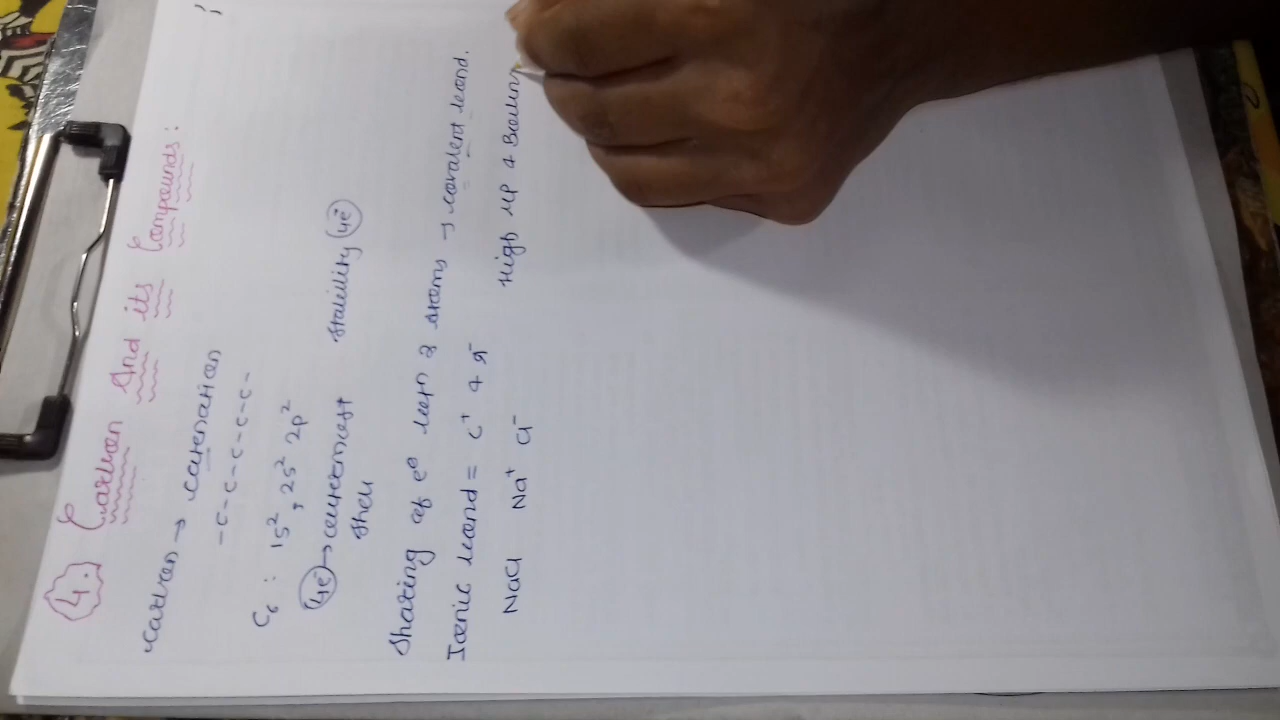 4. Carbon And its Compounds:
carbon → catenation
-C-C-C-C-C-C-
C6 : 1s², 2s² 2p²
4e⁻ → outermost stability 4e⁻
shell
Sharing of e⁻s b/w 2 atoms → covalent bond.
Ionic bond = C⁺ & A⁻
NaCl Na⁺ Cl⁻ High MP & Boiling